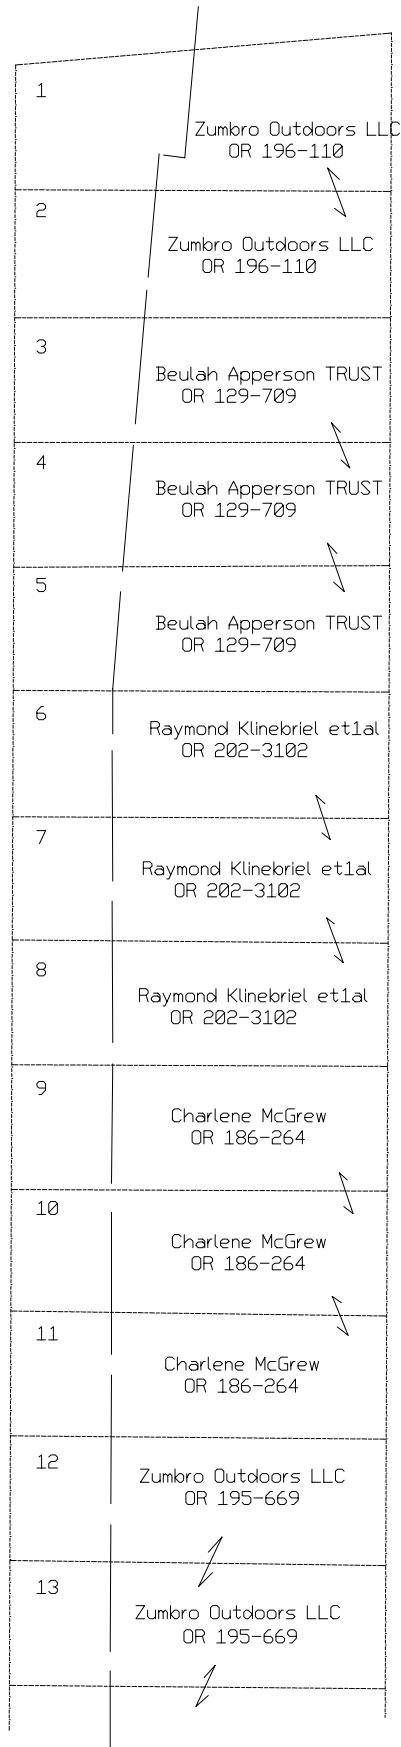 1
Zumbro Outdoors LLC
OR 196-110
2
Zumbro Outdoors LLC
OR 196-110
3
Beulah Apperson TRUST
OR 129-709
4
Beulah Apperson TRUST
OR 129-709
5
Beulah Apperson TRUST
OR 129-709
6
Raymond Klinebriel et1al
OR 202-3102
7
Raymond Klinebriel et1al
OR 202-3102
8
Raymond Klinebriel et1al
OR 202-3102
9
Charlene McGrew
OR 186-264
10
Charlene McGrew
OR 186-264
11
Charlene McGrew
OR 186-264
12
Zumbro Outdoors LLC
OR 195-669
13
Zumbro Outdoors LLC
OR 195-669